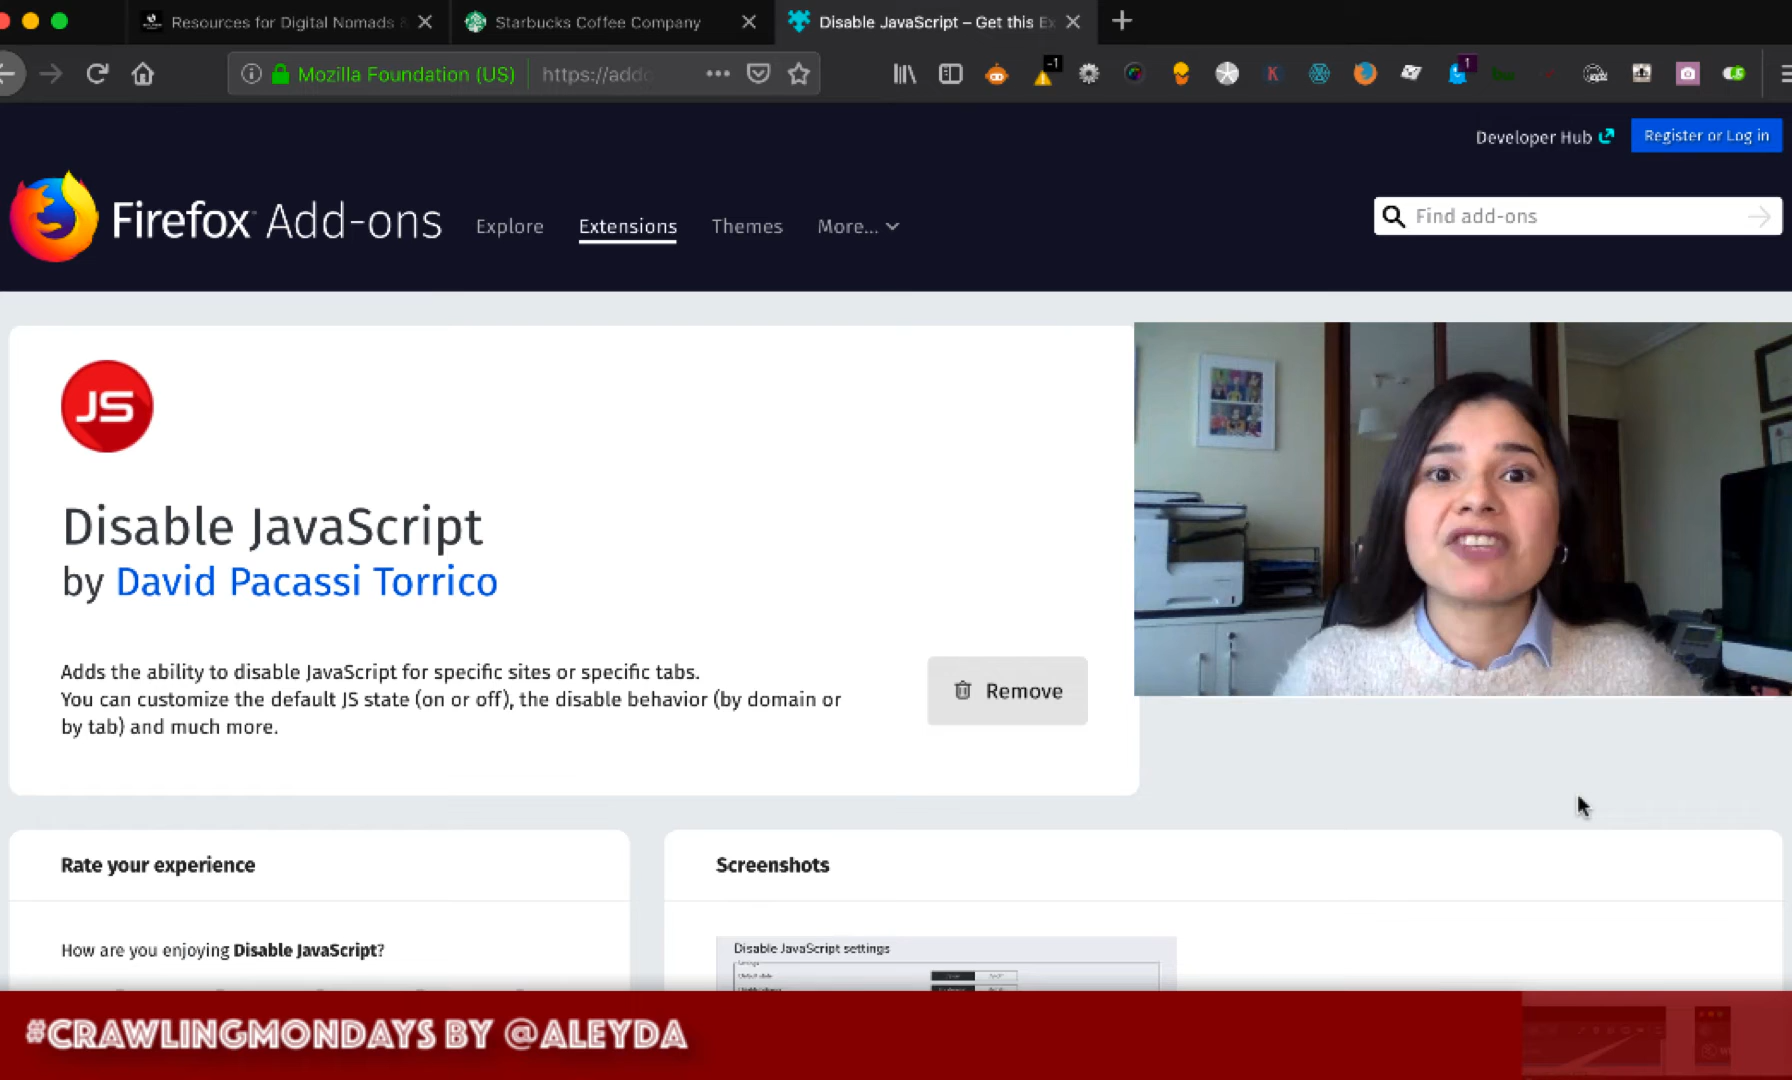 Resources for Digital Nomads
Starbucks Coffee Company
Disable JavaScript – Get this Ex
Mozilla Foundation (US)
https://addo
-1
1
Developer Hub
Register or Log in
Firefox Add-ons
Explore
Extensions
Themes
More...
Find add-ons
JS
Disable JavaScript
by David Pacassi Torrico
Adds the ability to disable JavaScript for specific sites or specific tabs.
You can customize the default JS state (on or off), the disable behavior (by domain or
by tab) and much more.
Remove
Rate your experience
Screenshots
How are you enjoying Disable JavaScript?
Disable JavaScript settings
#CRAWLINGMONDAYS BY @ALEYDA